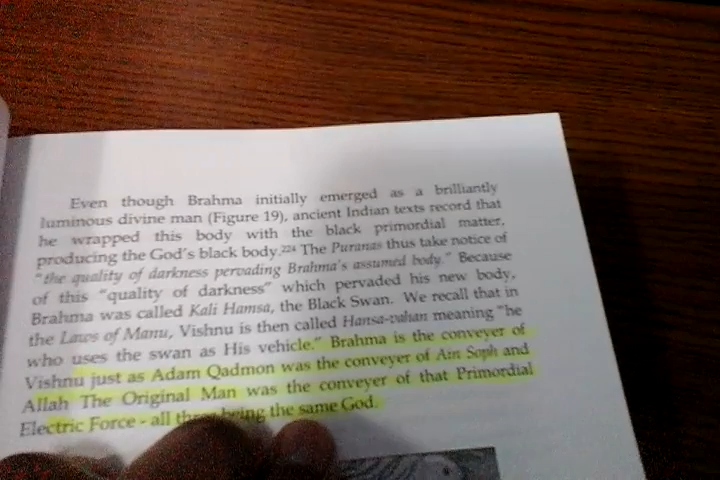 Even though Brahma initially emerged as a brilliantly
luminous divine man (Figure 19), ancient Indian texts record that
he wrapped this body with the black primordial matter,
producing the God's black body.²²⁴ The Puranas thus take notice of
"the quality of darkness pervading Brahma's assumed body." Because
of this "quality of darkness" which pervaded his new body,
Brahma was called Kali Hamsa, the Black Swan. We recall that in
the Laws of Manu, Vishnu is then called Hansa-vahan meaning "he
who uses the swan as His vehicle." Brahma is the conveyer of
Vishnu just as Adam Qadmon was the conveyer of Ain Soph and
Allah The Original Man was the conveyer of that Primordial
Electric Force - all three being the same God.